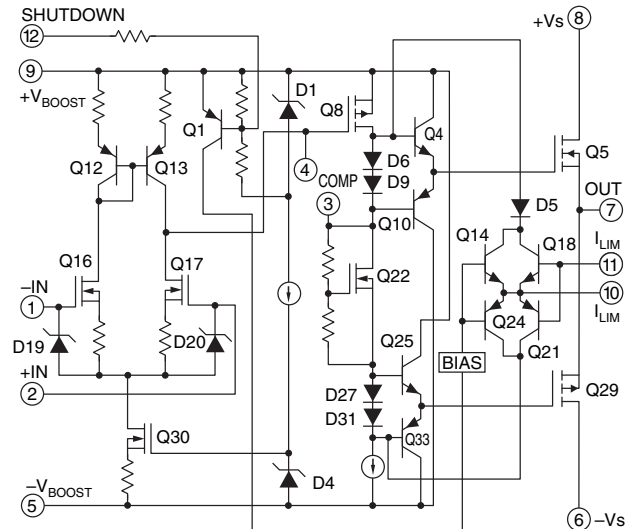 SHUTDOWN
12
+Vs 8
9
+VBOOST
D1
Q8
Q4
Q1
Q12 Q13
4
D6
D9
Q5
COMP
3
Q10
D5
OUT
7
Q14 Q18
ILIM
11
10
ILIM
Q16 Q17
–IN
1
Q22
Q24
Q21
D19 D20
+IN
2
Q25
BIAS
D27
D31
Q29
Q30
Q33
–VBOOST
5
D4
6 –Vs